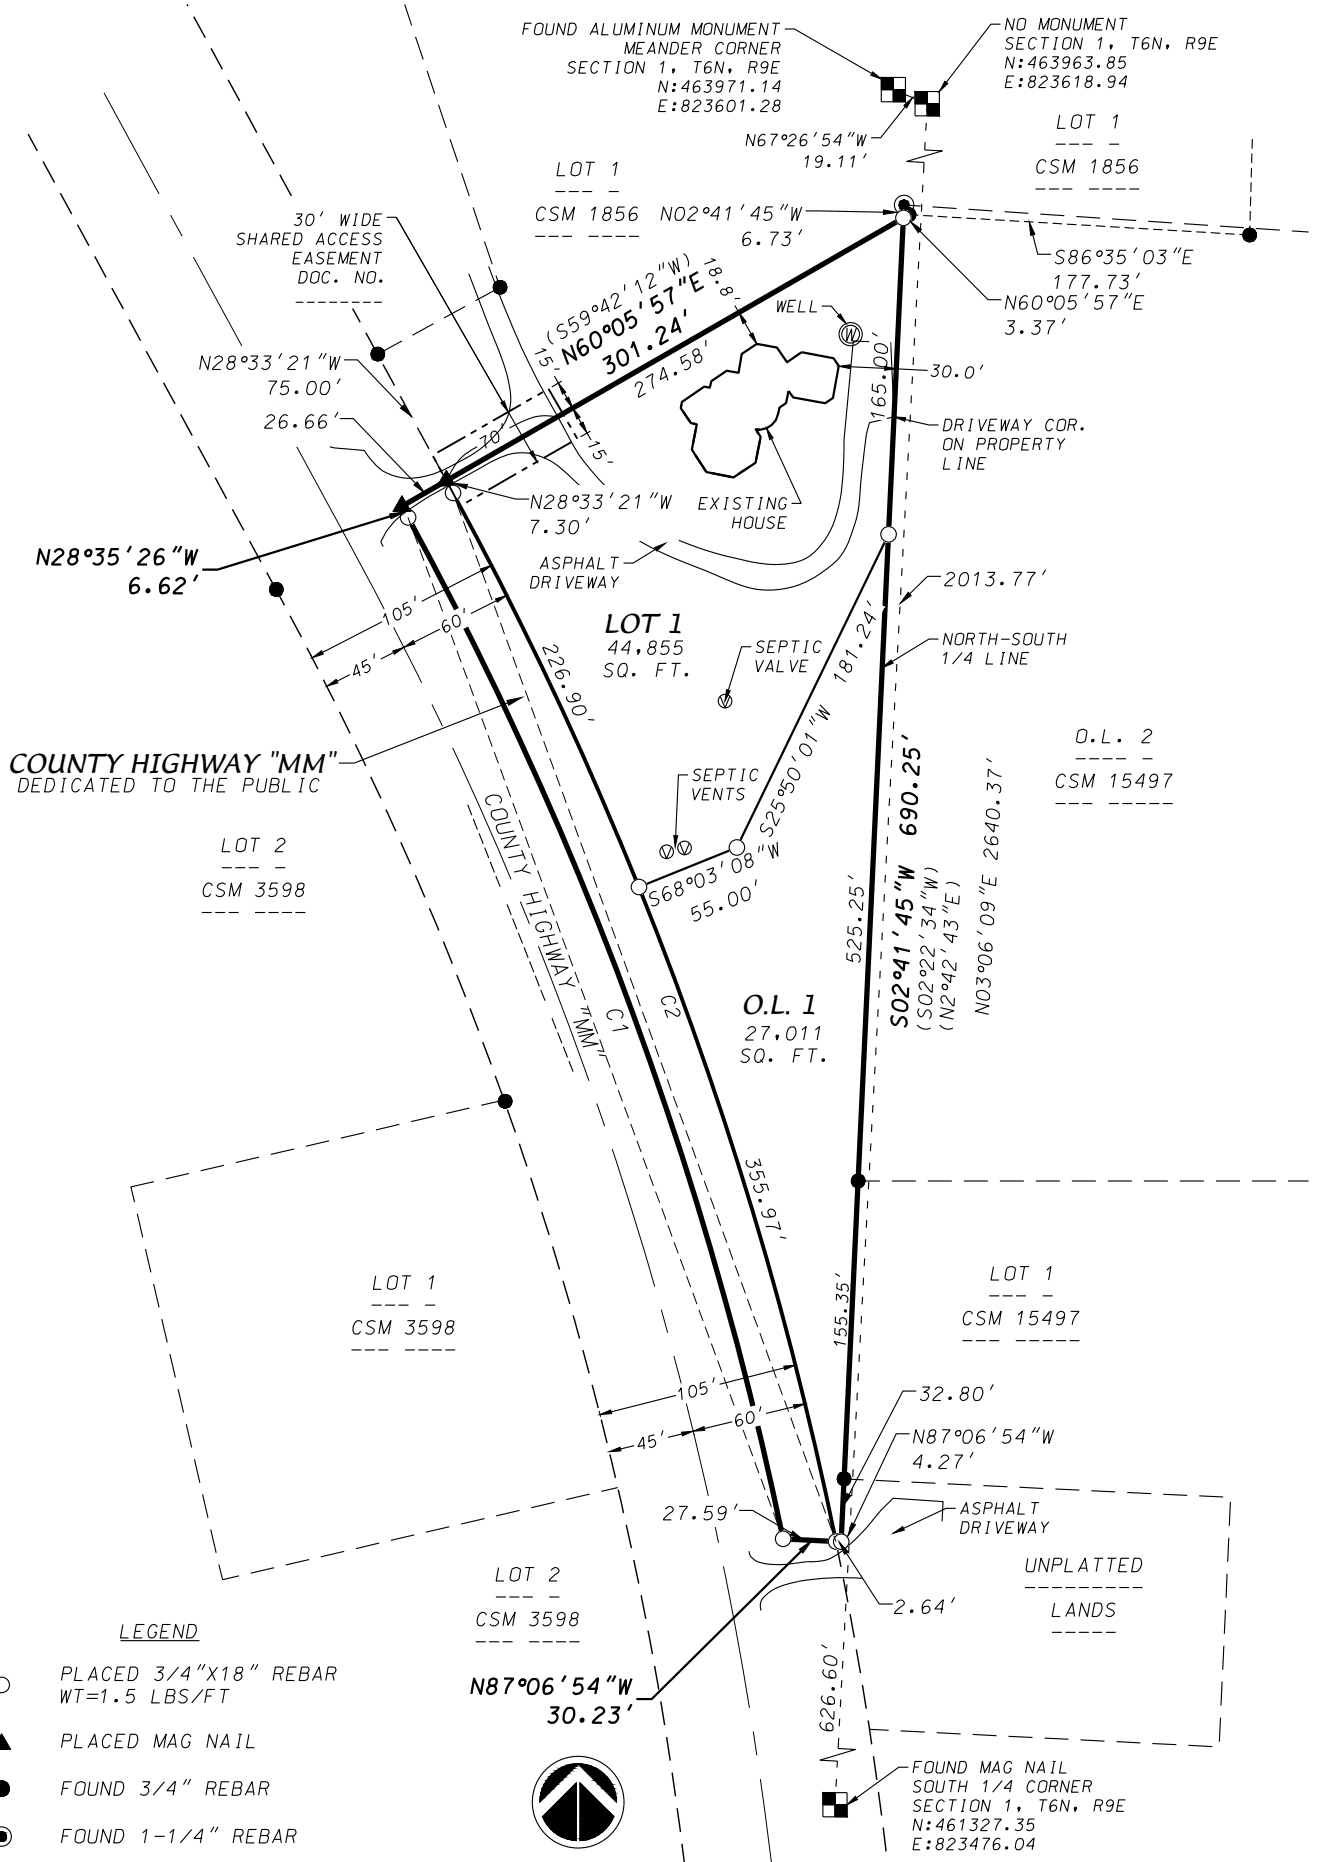 FOUND ALUMINUM MONUMENT
MEANDER CORNER
SECTION 1, T6N, R9E
N:463971.14
E:823601.28
NO MONUMENT
SECTION 1, T6N, R9E
N:463963.85
E:823618.94
N67°26'54"W
19.11'
LOT 1
--- -
CSM 1856
--- ----
LOT 1
--- -
CSM 1856
--- ----
N02°41'45"W
6.73'
30' WIDE
SHARED ACCESS
EASEMENT
DOC. NO.
--------
S86°35'03"E
177.73'
N60°05'57"E
3.37'
(S59°42'12"W)
N60°05'57"E
301.24'
274.58'
18.8'
WELL
W
165.00'
30.0'
N28°33'21"W
75.00'
26.66'
15'
70'
15'
DRIVEWAY COR.
ON PROPERTY
LINE
N28°33'21"W
7.30'
EXISTING
HOUSE
N28°35'26"W
6.62'
ASPHALT
DRIVEWAY
2013.77'
105'
60'
45'
LOT 1
44,855
SQ. FT.
SEPTIC
VALVE
V
181.24'
NORTH-SOUTH
1/4 LINE
226.90'
COUNTY HIGHWAY "MM"
DEDICATED TO THE PUBLIC
S25°50'01"W
O.L. 2
---- -
CSM 15497
--- -----
SEPTIC
VENTS
V V
COUNTY HIGHWAY "MM"
LOT 2
--- -
CSM 3598
--- ----
S68°03'08"W
55.00'
525.25'
S02°41'45"W 690.25'
(S02°22'34"W)
(N2°42'43"E)
N03°06'09"E 2640.37'
C1
C2
O.L. 1
27,011
SQ. FT.
355.97'
LOT 1
--- -
CSM 3598
--- ----
155.35'
LOT 1
--- -
CSM 15497
--- -----
105'
60'
45'
32.80'
N87°06'54"W
4.27'
27.59'
ASPHALT
DRIVEWAY
LOT 2
--- -
CSM 3598
--- ----
UNPLATTED
---------
LANDS
-----
2.64'
N87°06'54"W
30.23'
626.60'
LEGEND
PLACED 3/4"X18" REBAR
WT=1.5 LBS/FT
PLACED MAG NAIL
FOUND 3/4" REBAR
FOUND 1-1/4" REBAR
FOUND MAG NAIL
SOUTH 1/4 CORNER
SECTION 1, T6N, R9E
N:461327.35
E:823476.04